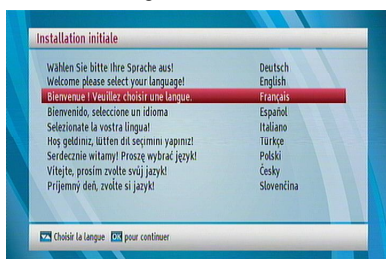 Installation initiale
Wählen Sie bitte Ihre Sprache aus! Deutsch
Welcome please select your language! English
Bienvenue ! Veuillez choisir une langue. Français
Bienvenido, seleccione un idioma Español
Selezionate la vostra lingua! Italiano
Hoş geldiniz, lütten dil seçimini yapınız! Türkçe
Serdecznie witamy! Proszę wybrać język! Polski
Vítejte, prosím zvolte svůj jazyk! Česky
Príjemný deň, zvoľte si jazyk! Slovenčina
Choisir la langue OK pour continuer